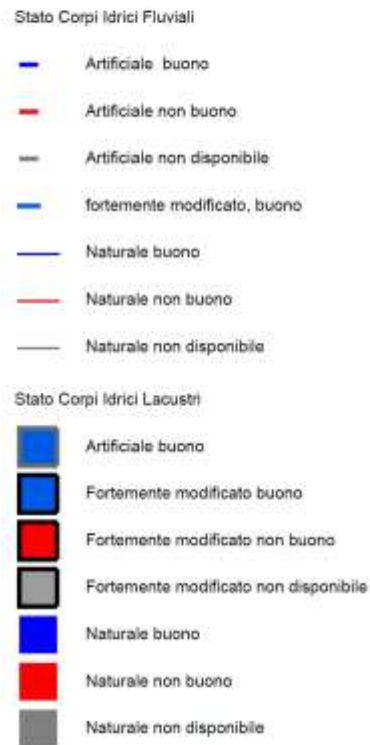 Stato Corpi Idrici Fluviali
Artificiale buono
Artificiale non buono
Artificiale non disponibile
fortemente modificato, buono
Naturale buono
Naturale non buono
Naturale non disponibile
Stato Corpi Idrici Lacustri
Artificiale buono
Fortemente modificato buono
Fortemente modificato non buono
Fortemente modificato non disponibile
Naturale buono
Naturale non buono
Naturale non disponibile